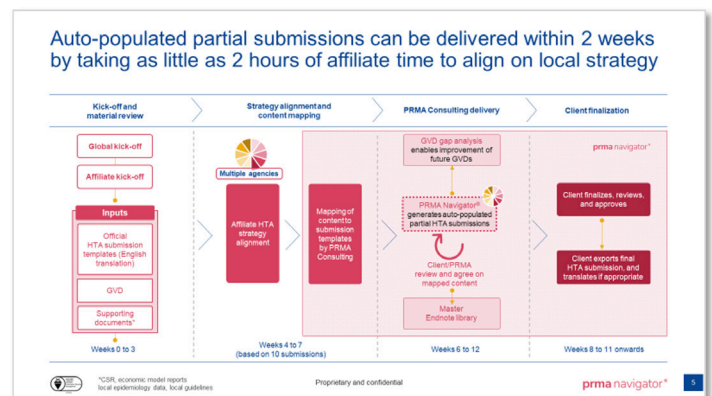 Auto-populated partial submissions can be delivered within 2 weeks
by taking as little as 2 hours of affiliate time to align on local strategy
Kick-off and
material review
Strategy alignment and
content mapping
PRMA Consulting delivery
Client finalization
Global kick-off
Affiliate kick-off
Inputs
Official
HTA submission
templates (English
translation)
GVD
Supporting
documents*
Weeks 0 to 3
Multiple agencies
Affiliate HTA
strategy
alignment
Mapping of
content to
submission
templates
by PRMA
Consulting
Weeks 4 to 7
(based on 10 submissions)
GVD gap analysis
enables improvement of
future GVDs
PRMA Navigator®
generates auto-populated
partial HTA submissions
Client/PRMA
review and agree on
mapped content
Master
Endnote library
Weeks 6 to 12
prma navigator®
Client finalizes, reviews,
and approves
Client exports final
HTA submission, and
translates if appropriate
Weeks 8 to 11 onwards
*CSR, economic model reports
local epidemiology data, local guidelines
Proprietary and confidential
prma navigator®
5